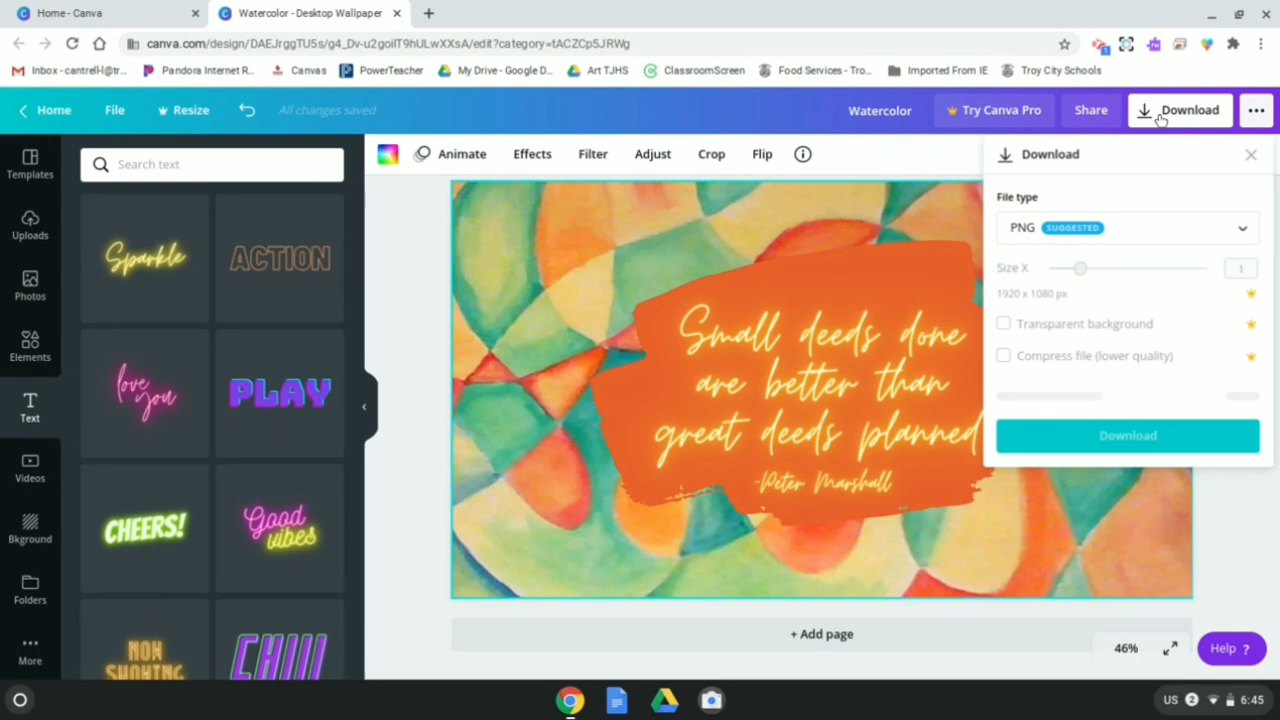 Home - Canva
Watercolor - Desktop Wallpaper
canva.com/design/DAEJrggTU5s/g4_Dv-u2goifT9hULwXXsA/edit?category=tACZCp5JRWg
Inbox - cantrell-l@tr...
Pandora Internet R...
Canvas
PowerTeacher
My Drive - Google D...
Art TJHS
ClassroomScreen
Food Services - Tro...
Imported From IE
Troy City Schools
Home
File
Resize
All changes saved
Watercolor
Try Canva Pro
Share
Download
Templates
Uploads
Photos
Elements
Text
Videos
Bkground
Folders
More
Search text
Sparkle
ACTION
love
you
PLAY
CHEERS!
Good
vibes
NOW
SHOWING
CHILL
Animate
Effects
Filter
Adjust
Crop
Flip
Small deeds done
are better than
great deeds planned
-Peter Marshall
Download
File type
PNG SUGGESTED
Size X
1
1920 x 1080 px
Transparent background
Compress file (lower quality)
Download
+ Add page
46%
Help ?
US 2 6:45